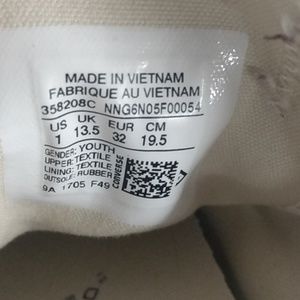 MADE IN VIETNAM
FABRIQUE AU VIETNAM
358208C NNG6N05F00054
US UK EUR CM
1 13.5 32 19.5
GENDER: YOUTH
UPPER: TEXTILE
LINING: TEXTILE
OUTSOLE: RUBBER
9A 1705 F49
CONVERSE